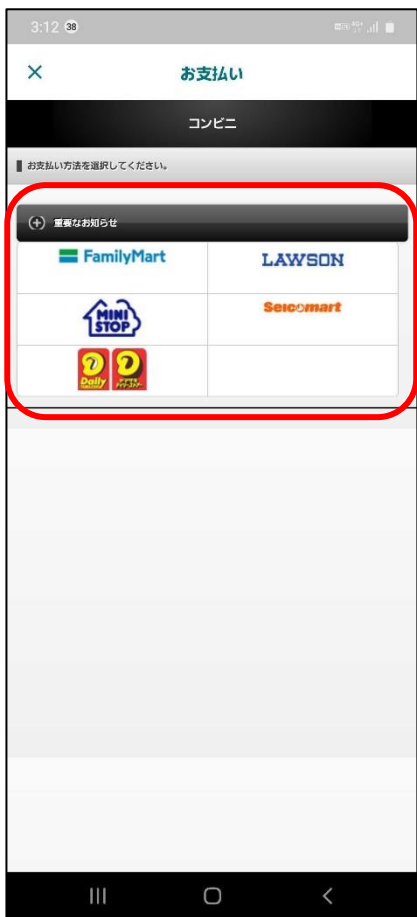 3:12 38
お支払い
コンビニ
お支払い方法を選択してください。
重要なお知らせ
FamilyMart
LAWSON
MINI
STOP
Seicomart
Daily